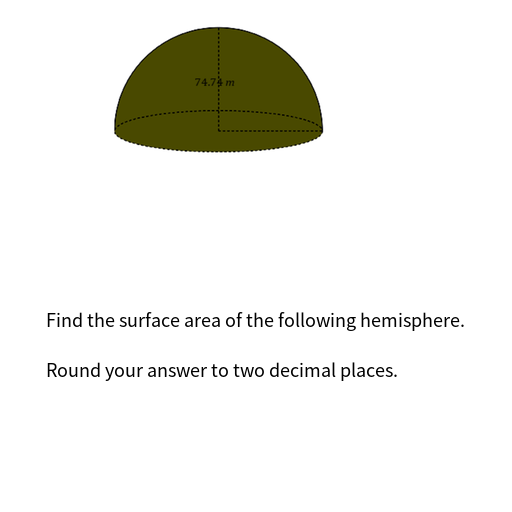 74.74 m
Find the surface area of the following hemisphere.
Round your answer to two decimal places.